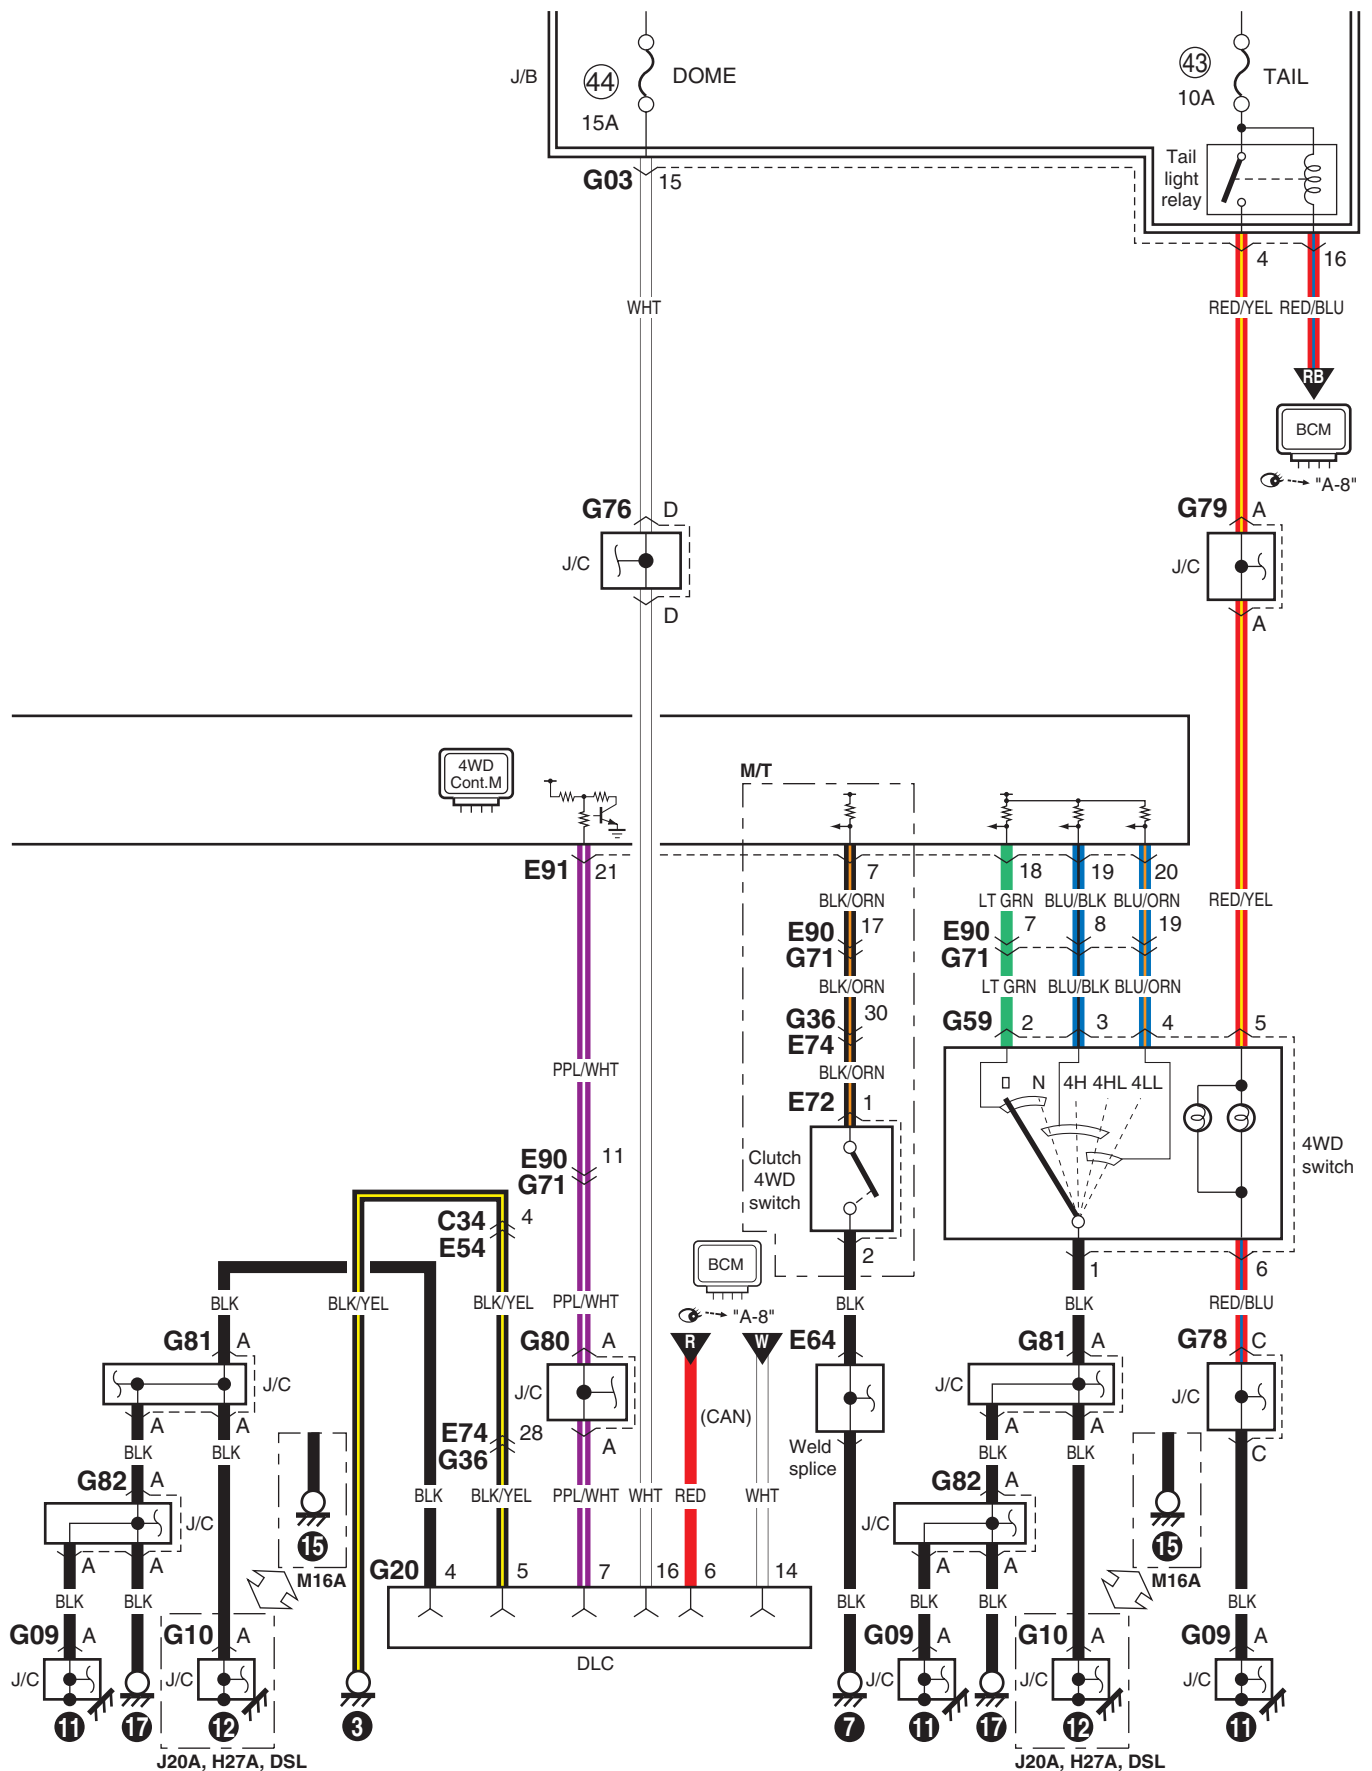 J/B
44
15A
DOME
43
10A
TAIL
Tail
light
relay
G03
15
4
16
WHT
RED/YEL
RED/BLU
RB
BCM
"A-8"
G76
D
J/C
D
G79
A
J/C
A
4WD
Cont.M
M/T
E91
21
7
18
19
20
BLK/ORN
LT GRN
BLU/BLK
BLU/ORN
RED/YEL
E90
17
G71
E90
7
8
19
G71
BLK/ORN
LT GRN
BLU/BLK
BLU/ORN
G36
30
E74
G59
2
3
4
5
PPL/WHT
BLK/ORN
E72
1
N
4H
4HL
4LL
E90
11
G71
Clutch
4WD
switch
4WD
switch
C34
4
E54
2
1
6
BCM
"A-8"
BLK
BLK/YEL
BLK/YEL
PPL/WHT
BLK
BLK
RED/BLU
G81
A
J/C
A
A
G80
A
J/C
A
R
W
(CAN)
E64
Weld
splice
G81
A
J/C
A
A
G78
C
J/C
C
E74
28
G36
BLK
BLK
BLK
BLK
G82
A
J/C
A
A
15
M16A
BLK
BLK/YEL
PPL/WHT
WHT
RED
WHT
G82
A
J/C
A
A
15
M16A
G20
4
5
7
16
6
14
DLC
BLK
BLK
BLK
BLK
BLK
BLK
G09
A
J/C
11
17
G10
A
J/C
12
J20A, H27A, DSL
3
7
G09
A
J/C
11
17
G10
A
J/C
12
J20A, H27A, DSL
G09
A
J/C
11